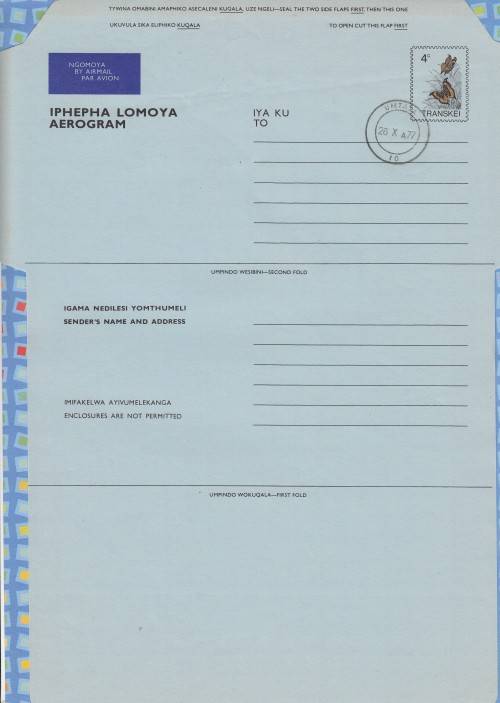 TYWINA OMABINI AMAPHIKO ASECALENI KUQALA, UZE NGELI—SEAL THE TWO SIDE FLAPS FIRST, THEN THIS ONE
UKUVULA SIKA ELIPHIKO KUQALA
TO OPEN CUT THIS FLAP FIRST
NGOMOYA
BY AIRMAIL
PAR AVION
4c
TRANSKEI
26 X A 77
IPHEPHA LOMOYA
AEROGRAM
IYA KU
TO
UMPINDO WESIBINI—SECOND FOLD
IGAMA NEDILESI YOMTHUMELI
SENDER'S NAME AND ADDRESS
IMIFAKELWA AYIVUMELEKANGA
ENCLOSURES ARE NOT PERMITTED
UMPINDO WOKUQALA—FIRST FOLD